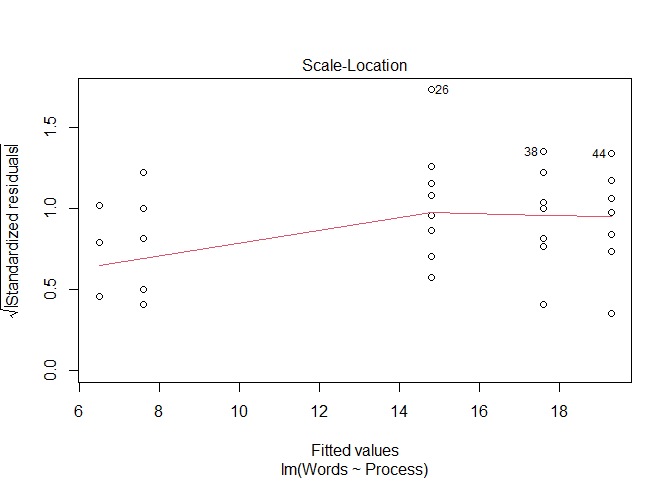 Scale-Location
√|Standardized residuals|
0.0 0.5 1.0 1.5
26
38
44
6 8 10 12 14 16 18
Fitted values
lm(Words ~ Process)